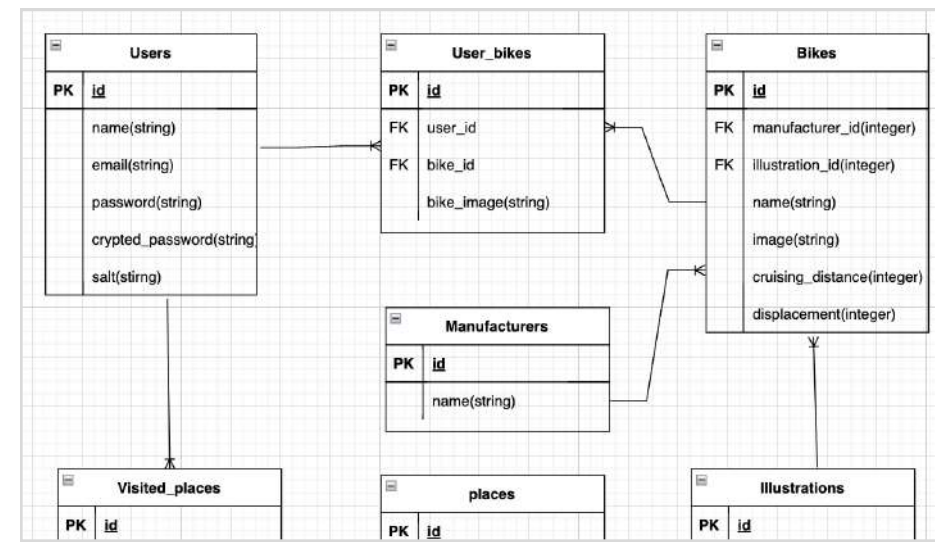 Users
PK id
name(string)
email(string)
password(string)
crypted_password(string)
salt(stirng)
User_bikes
PK id
FK user_id
FK bike_id
bike_image(string)
Bikes
PK id
FK manufacturer_id(integer)
FK illustration_id(integer)
name(string)
image(string)
cruising_distance(integer)
displacement(integer)
Manufacturers
PK id
name(string)
Visited_places
PK id
places
PK id
Illustrations
PK id